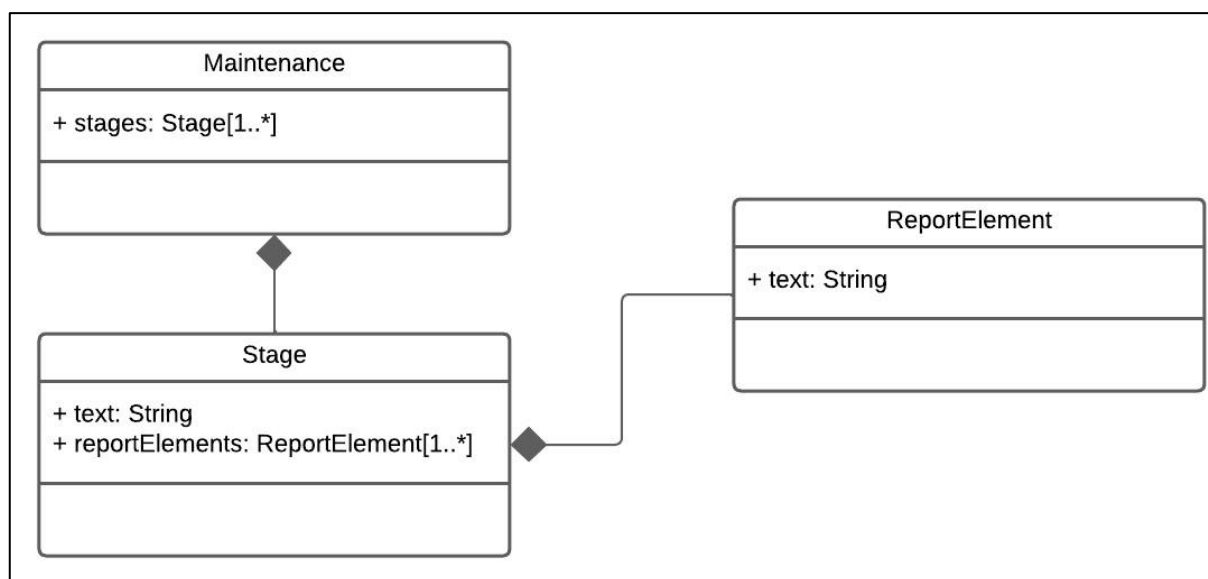 Maintenance
+ stages: Stage[1..*]
ReportElement
+ text: String
Stage
+ text: String
+ reportElements: ReportElement[1..*]